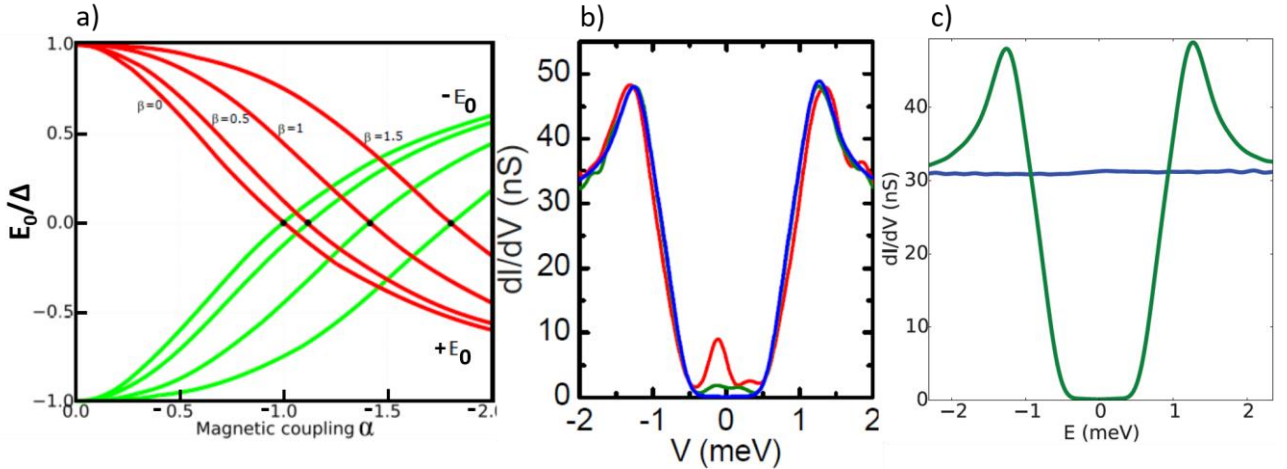 a)
E₀/Δ
1.0
0.5
0.0
−0.5
−1.0
β=0
β=0.5
β=1
β=1.5
- E₀
+E₀
0.0
-0.5
-1.0
-1.5
-2.0
Magnetic coupling α
b)
dI/dV (nS)
50
40
30
20
10
0
-2
-1
0
1
2
V (meV)
c)
dI/dV (nS)
40
30
20
10
0
−2
−1
0
1
2
E (meV)